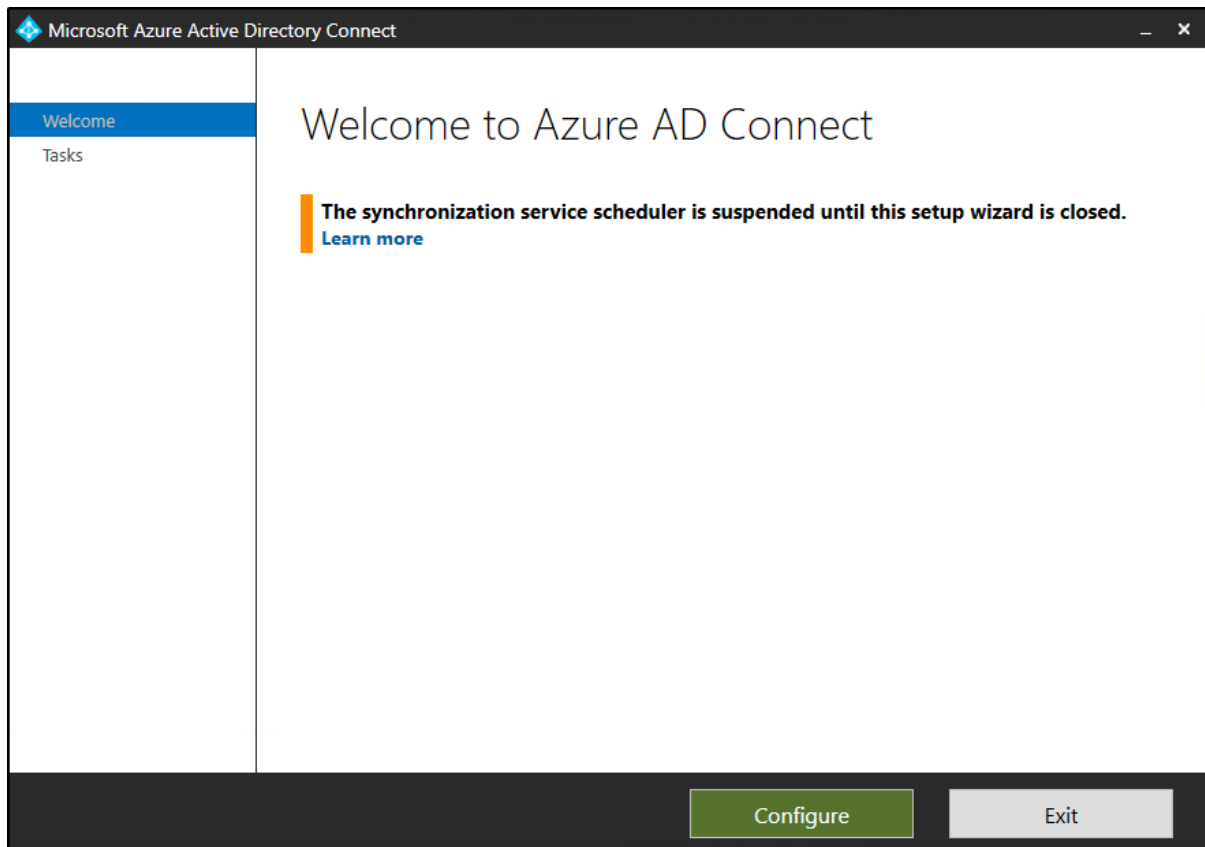 Microsoft Azure Active Directory Connect
Welcome
Tasks
Welcome to Azure AD Connect
The synchronization service scheduler is suspended until this setup wizard is closed.
Learn more
Configure
Exit